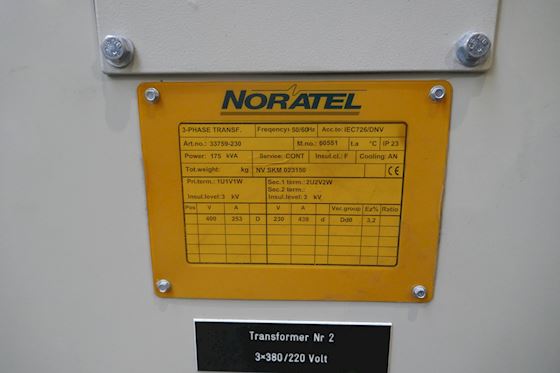 NORATEL
3-PHASE TRANSF. Freqency: 50/60Hz Acc.to: IEC726/DNV
Art.no.: 33759-230 M.no.: 60551 t.a °C IP 23
Power: 175 kVA Service: CONT Insul.cl.: F Cooling: AN
Tot.weight: kg NV SKM 023150 CE
Pri.term.: 1U1V1W Sec.1 term.: 2U2V2W
Sec.2 term.:
Insul.level: 3 kV Insul.level: 3 kV
Pos V A V A Vec.group Ez% Ratio
400 253 D 230 439 d Dd0 3,2
Transformer Nr 2
3×380/220 Volt